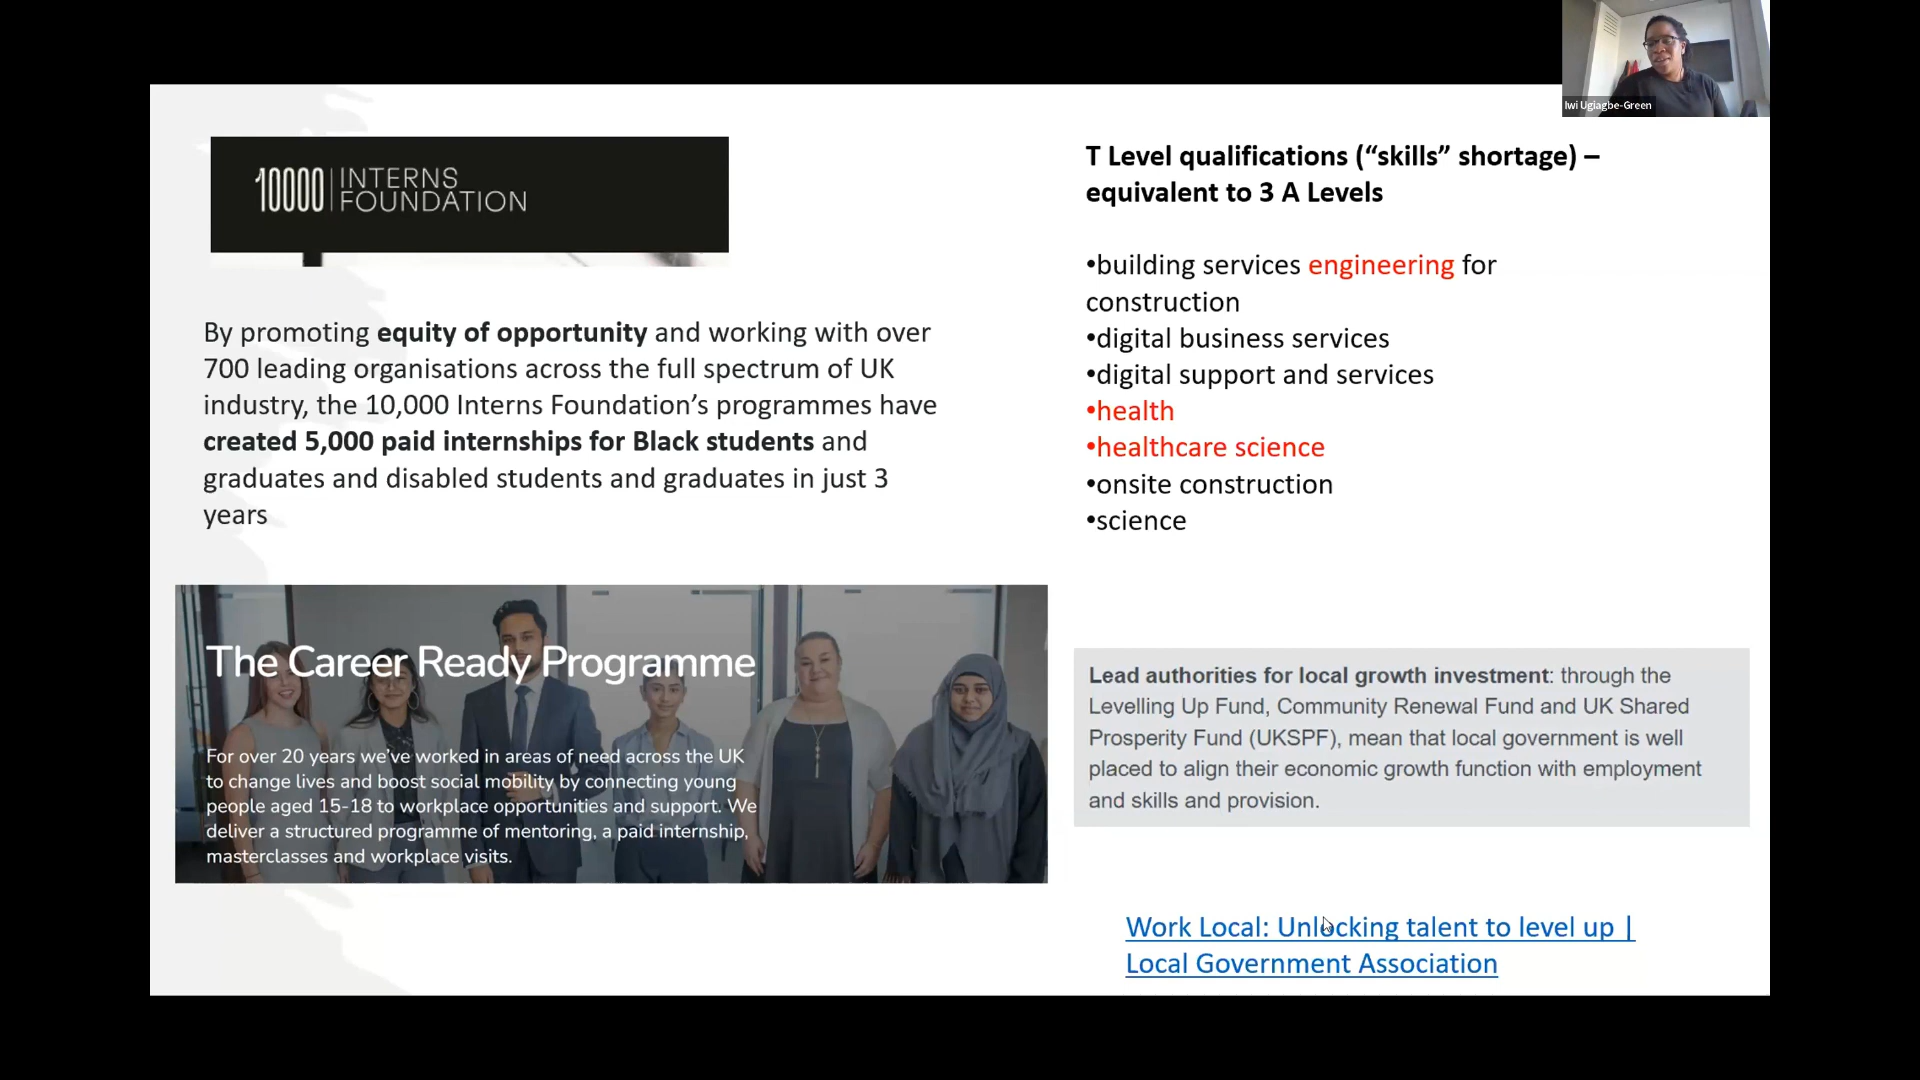 Iwi Ugiagbe-Green
10000 INTERNS
FOUNDATION
By promoting equity of opportunity and working with over
700 leading organisations across the full spectrum of UK
industry, the 10,000 Interns Foundation’s programmes have
created 5,000 paid internships for Black students and
graduates and disabled students and graduates in just 3
years
The Career Ready Programme
For over 20 years we’ve worked in areas of need across the UK
to change lives and boost social mobility by connecting young
people aged 15-18 to workplace opportunities and support. We
deliver a structured programme of mentoring, a paid internship,
masterclasses and workplace visits.
T Level qualifications (“skills” shortage) –
equivalent to 3 A Levels
•building services engineering for
construction
•digital business services
•digital support and services
•health
•healthcare science
•onsite construction
•science
Lead authorities for local growth investment: through the
Levelling Up Fund, Community Renewal Fund and UK Shared
Prosperity Fund (UKSPF), mean that local government is well
placed to align their economic growth function with employment
and skills and provision.
Work Local: Unlocking talent to level up |
Local Government Association